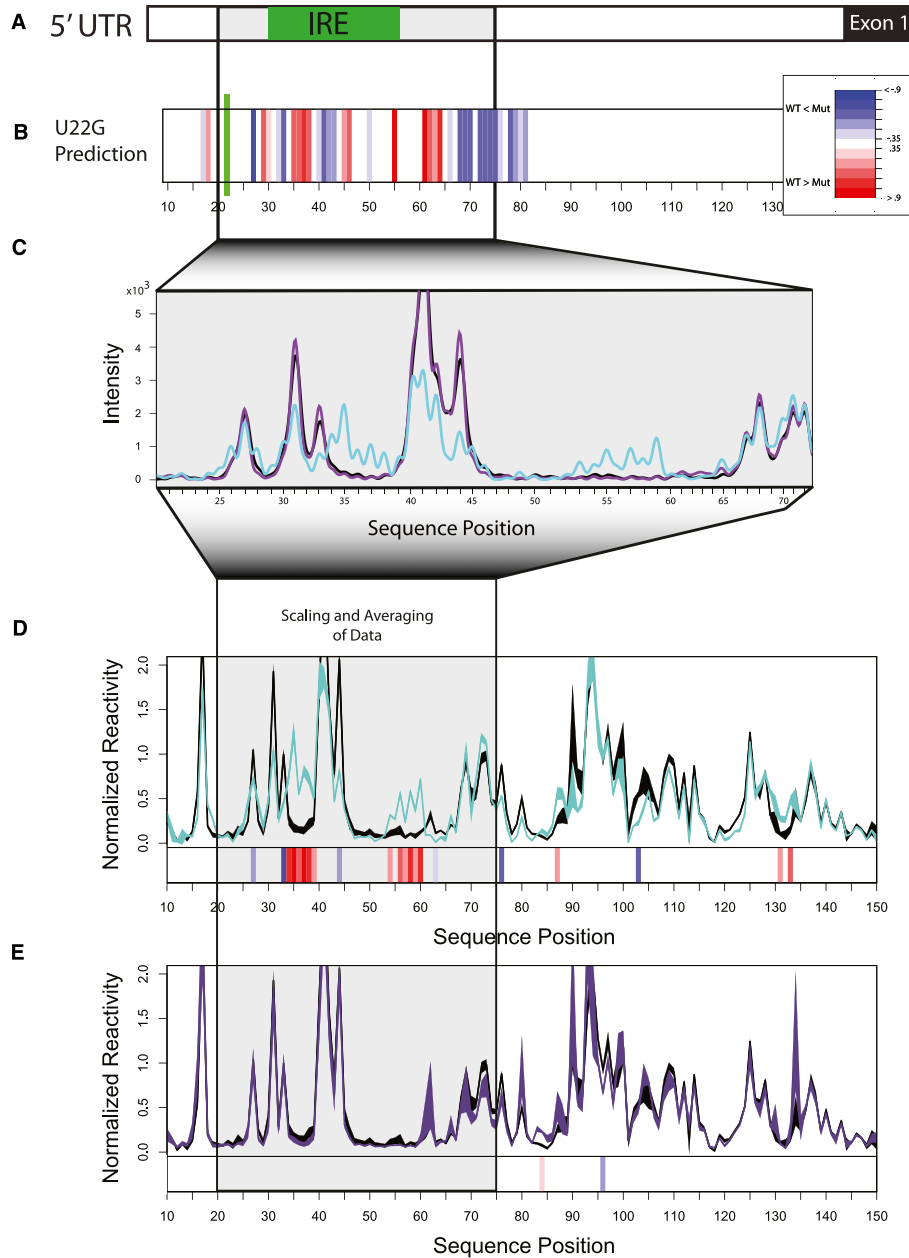 A
5' UTR
IRE
Exon 1
B
U22G
Prediction
WT < Mut
WT > Mut
<-.9
-.35
.35
> .9
10 20 30 40 50 60 70 80 90 100 110 120 130
C
x10³
Intensity
5
4
3
2
1
0
25 30 35 40 45 50 55 60 65 70
Sequence Position
Scaling and Averaging
of Data
D
Normalized Reactivity
2.0
1.5
1.0
0.5
0.0
10 20 30 40 50 60 70 80 90 100 110 120 130 140 150
Sequence Position
E
Normalized Reactivity
2.0
1.5
1.0
0.5
0.0
10 20 30 40 50 60 70 80 90 100 110 120 130 140 150
Sequence Position